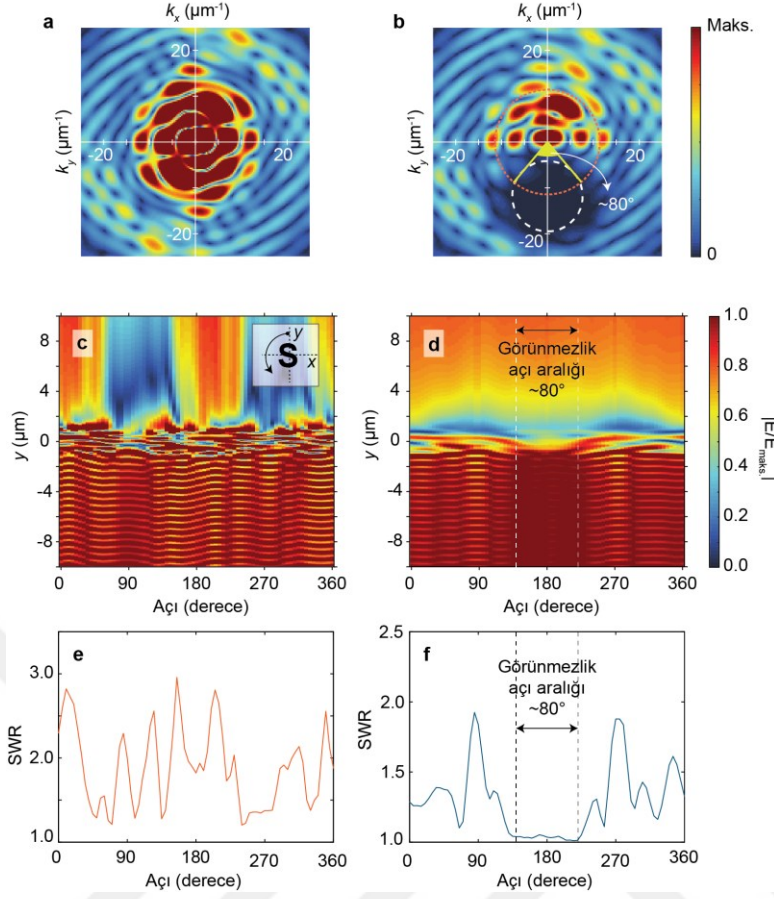 a
kx (µm⁻¹)
20
ky (µm⁻¹)
-20
20
-20
b
kx (µm⁻¹)
20
ky (µm⁻¹)
-20
20
~80°
-20
Maks.
0
c
8
4
0
-4
-8
y (µm)
S
y
x
0
90
180
270
360
Açı (derece)
d
Görünmezlik
açı aralığı
~80°
8
4
0
-4
-8
y (µm)
0
90
180
270
360
Açı (derece)
1.0
0.8
0.6
0.4
0.2
0.0
|E/Emaks.|
e
3.0
2.0
1.0
SWR
0
90
180
270
360
Açı (derece)
f
Görünmezlik
açı aralığı
~80°
2.5
2.0
1.5
1.0
SWR
0
90
180
270
360
Açı (derece)